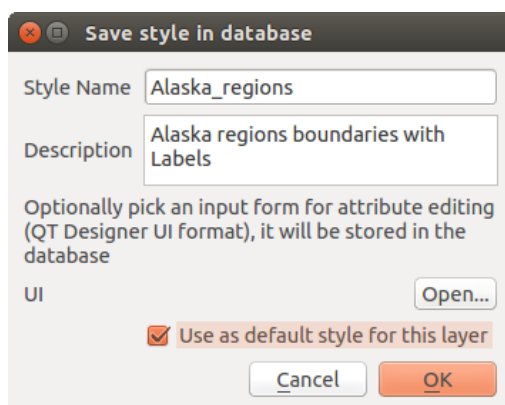 Save style in database
Style Name Alaska_regions
Description Alaska regions boundaries with
Labels
Optionally pick an input form for attribute editing
(QT Designer UI format), it will be stored in the
database
UI Open...
Use as default style for this layer
Cancel OK